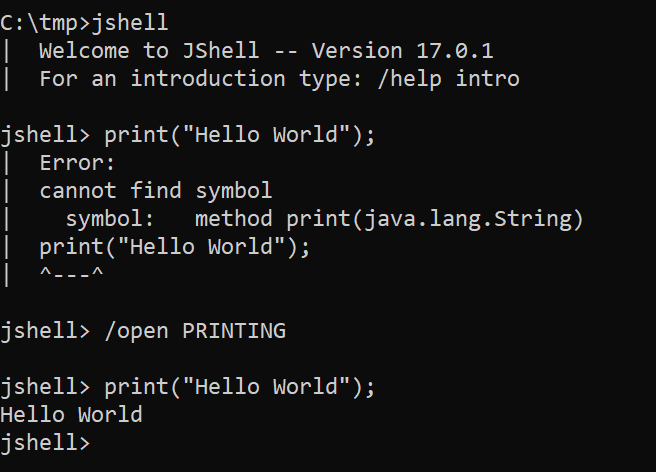 C:\tmp>jshell
|  Welcome to JShell -- Version 17.0.1
|  For an introduction type: /help intro

jshell> print("Hello World");
|  Error:
|  cannot find symbol
|    symbol:   method print(java.lang.String)
|  print("Hello World");
|  ^---^

jshell> /open PRINTING

jshell> print("Hello World");
Hello World
jshell>